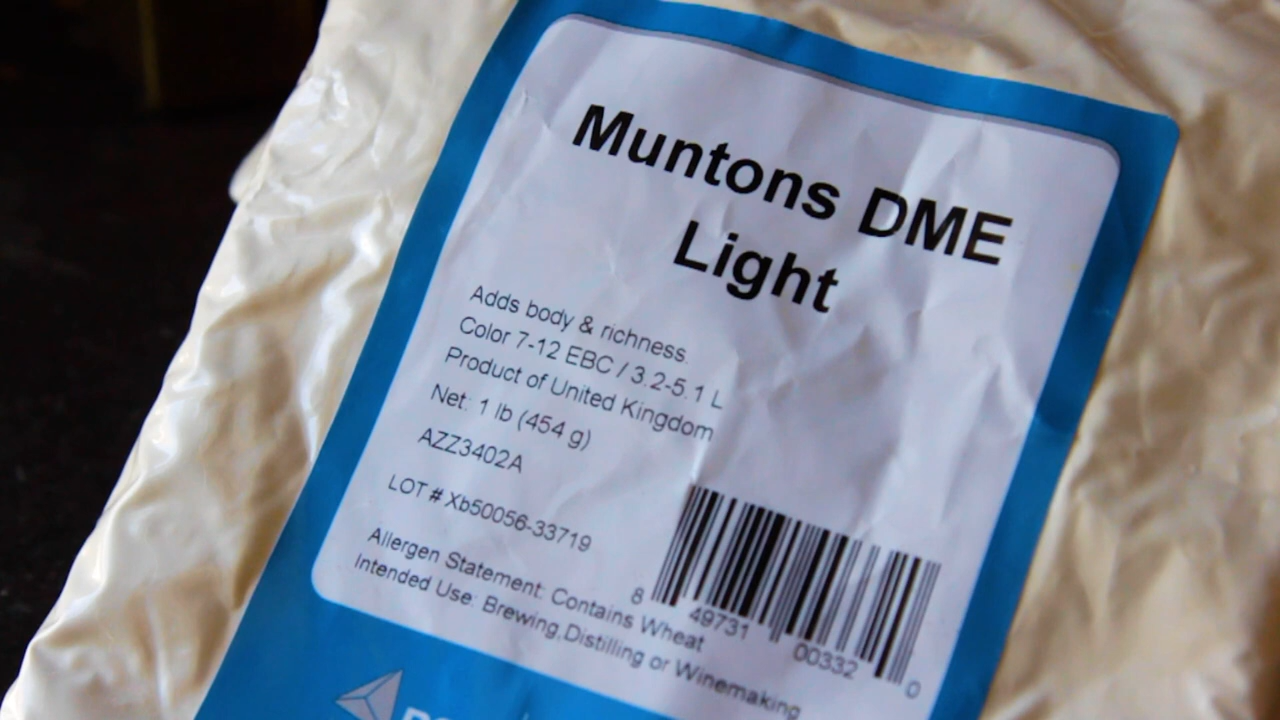 Muntons DME
Light
Adds body & richness.
Color 7-12 EBC / 3.2-5.1 L
Product of United Kingdom
Net: 1 lb (454 g)
AZZ3402A
LOT # Xb50056-33719
Allergen Statement: Contains Wheat
Intended Use: Brewing,Distilling or Winemaking
8 49731 00332 0